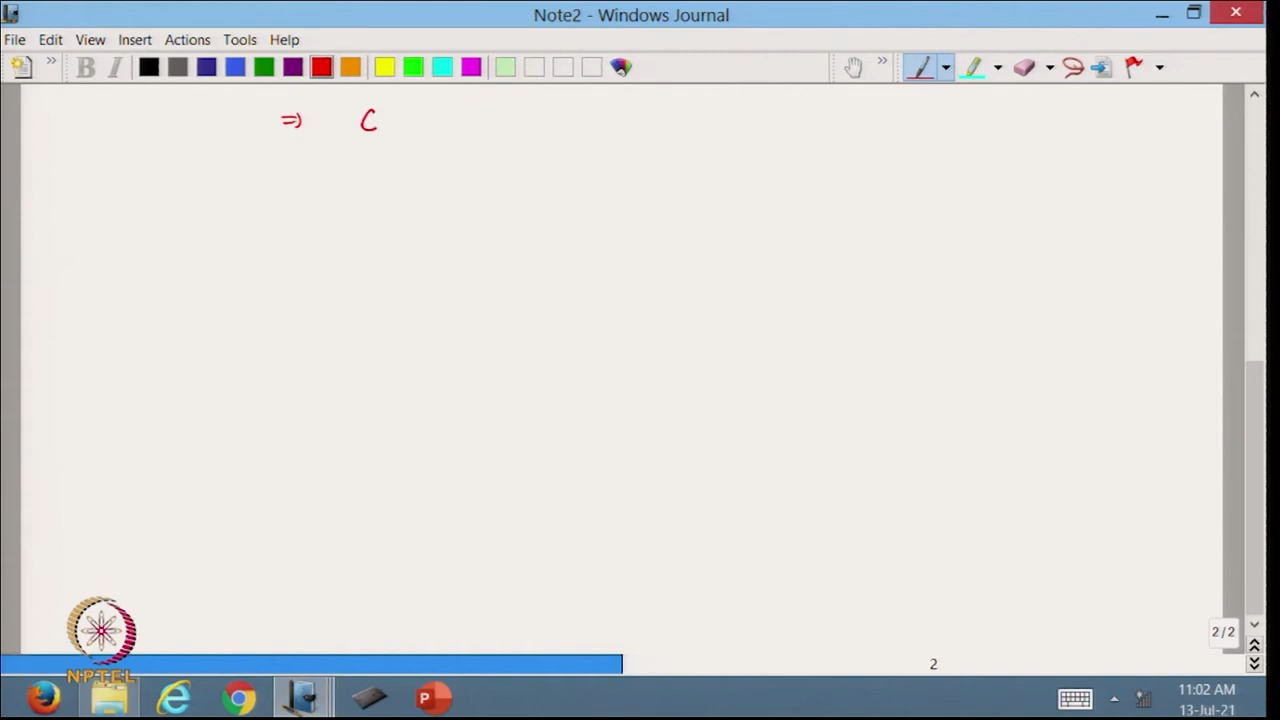 Note2 - Windows Journal
File Edit View Insert Actions Tools Help
B I
⇒ C
2/2
2
NPTEL
11:02 AM
13-Jul-21